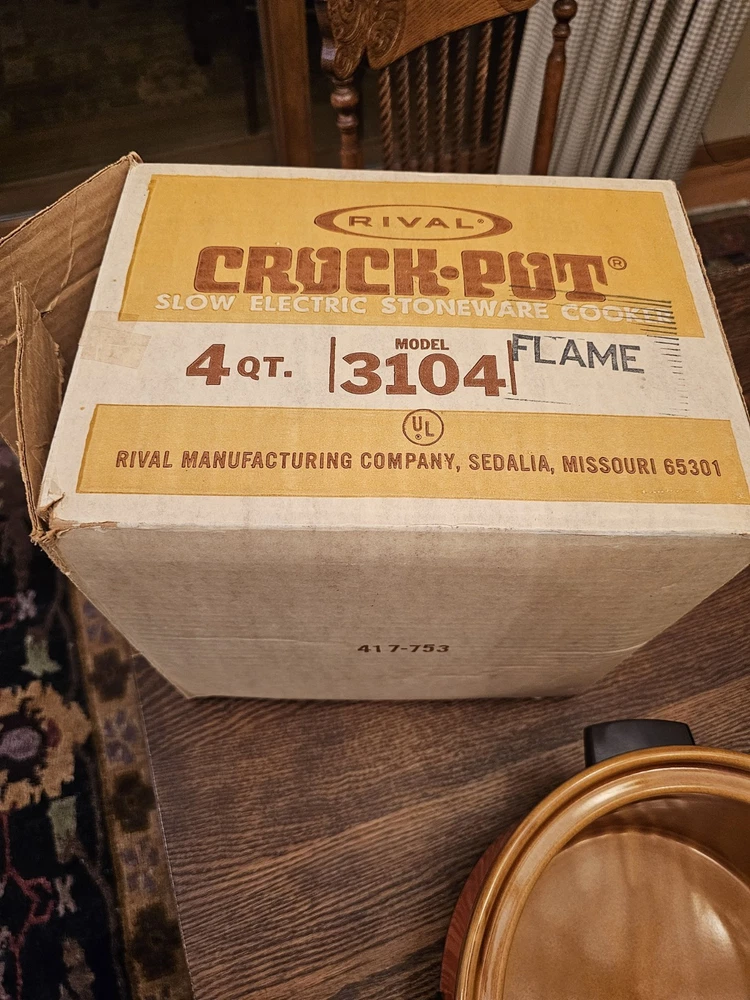 RIVAL®
CROCK·POT®
SLOW ELECTRIC STONEWARE COOKER
4 QT. MODEL 3104 FLAME
UL ®
RIVAL MANUFACTURING COMPANY, SEDALIA, MISSOURI 65301
417-753